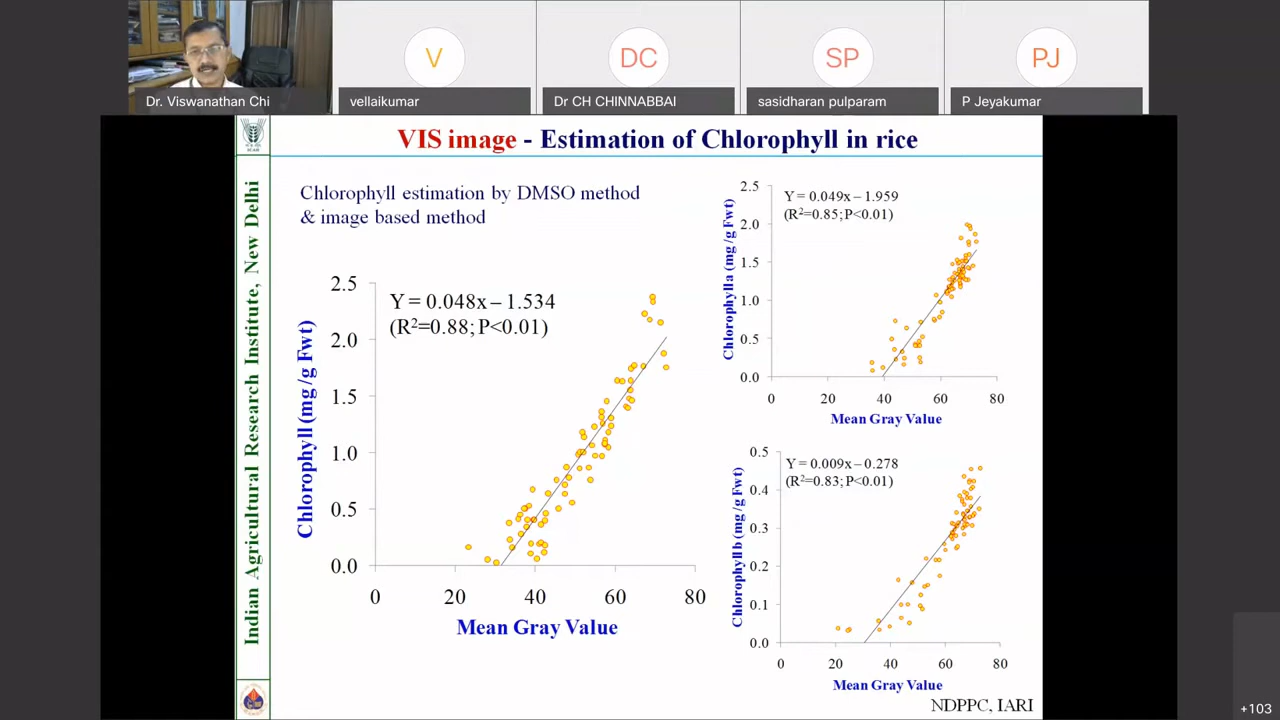 V
DC
SP
PJ
Dr. Viswanathan Chi
vellaikumar
Dr CH CHINNABBAI
sasidharan pulparam
P Jeyakumar
ICAR
Indian Agricultural Research Institute, New Delhi
VIS image - Estimation of Chlorophyll in rice
Chlorophyll estimation by DMSO method
& image based method
Y = 0.048x – 1.534
(R²=0.88; P<0.01)
Chlorophyll (mg /g Fwt)
2.5
2.0
1.5
1.0
0.5
0.0
0 20 40 60 80
Mean Gray Value
Y = 0.049x – 1.959
(R²=0.85; P<0.01)
Chlorophyll a (mg /g Fwt)
2.5
2.0
1.5
1.0
0.5
0.0
0 20 40 60 80
Mean Gray Value
Y = 0.009x – 0.278
(R²=0.83; P<0.01)
Chlorophyll b (mg /g Fwt)
0.5
0.4
0.3
0.2
0.1
0.0
0 20 40 60 80
Mean Gray Value
NDPPC, IARI
+103